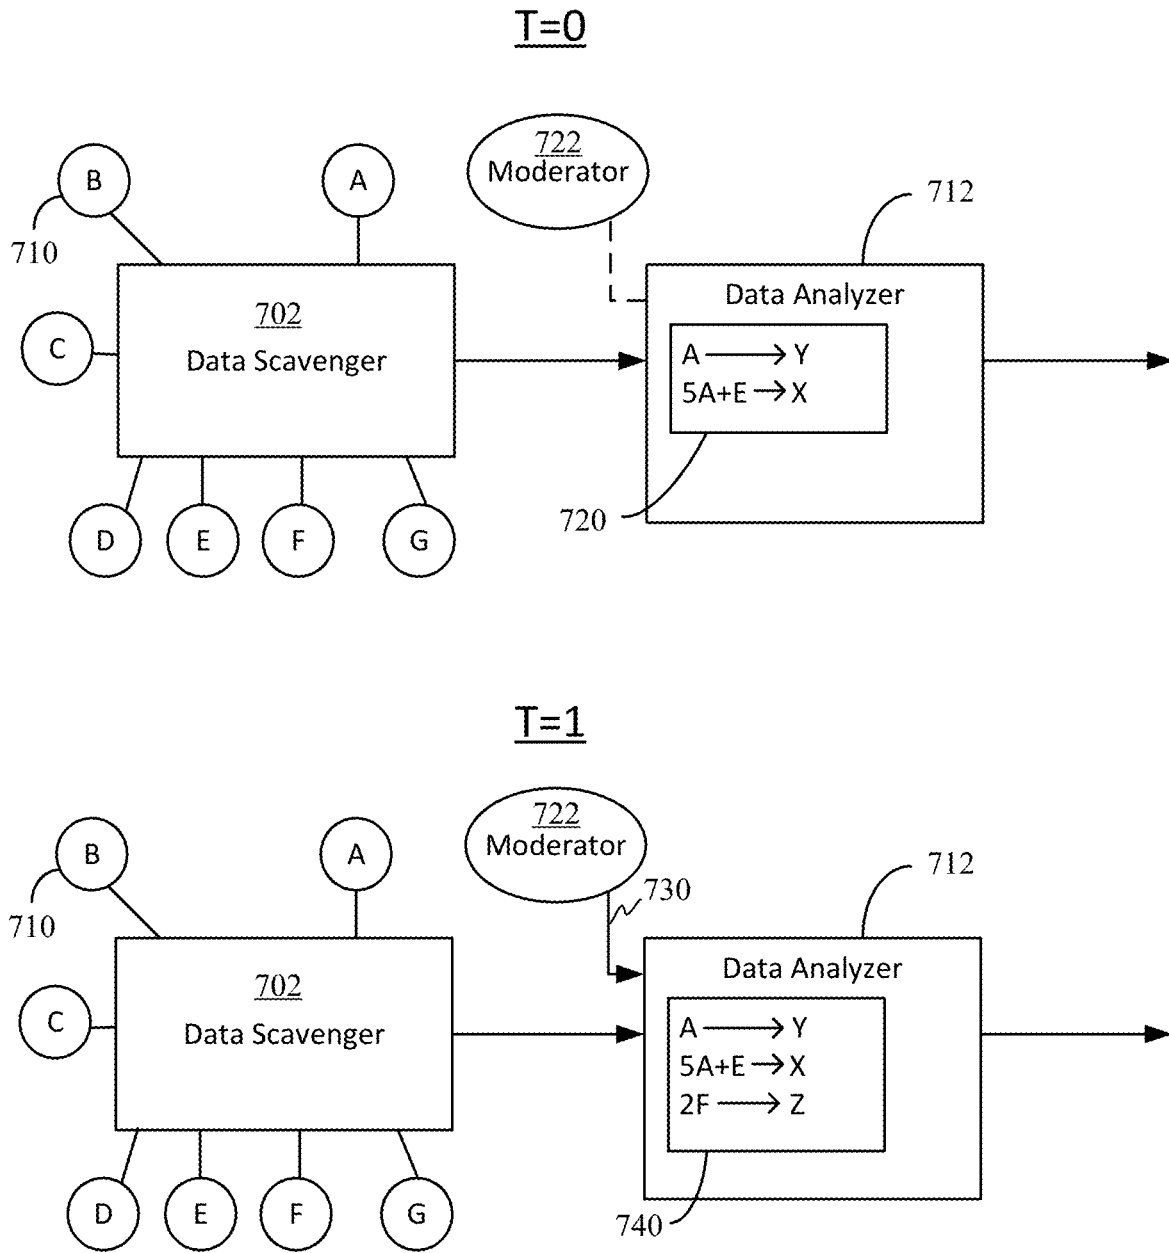 T=0
722
Moderator
B
A
710
712
C
702
Data Scavenger
Data Analyzer
A → Y
5A+E → X
720
D E F G
T=1
722
Moderator
730
B
A
710
712
C
702
Data Scavenger
Data Analyzer
A → Y
5A+E → X
2F → Z
740
D E F G